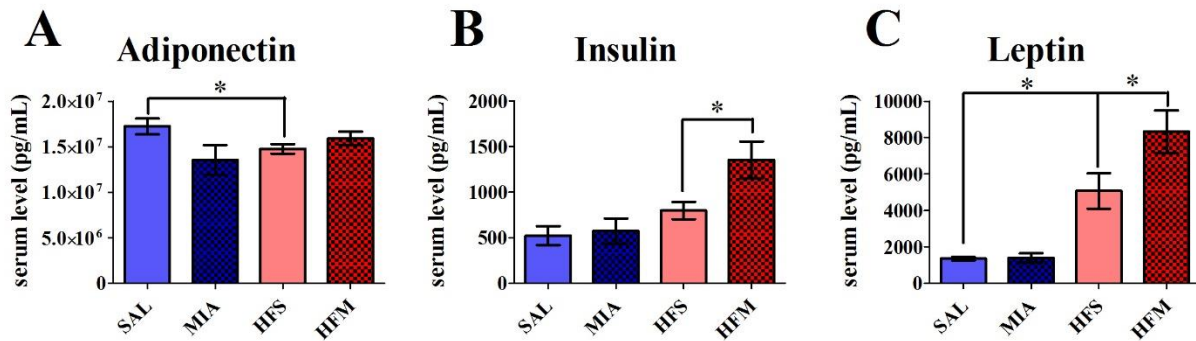 A
Adiponectin
serum level (pg/mL)
2.0×10⁷
1.5×10⁷
1.0×10⁷
5.0×10⁶
0
*
SAL
MIA
HFS
HFM
B
Insulin
serum level (pg/mL)
2000
1500
1000
500
0
*
SAL
MIA
HFS
HFM
C
Leptin
serum level (pg/mL)
10000
8000
6000
4000
2000
0
*
*
SAL
MIA
HFS
HFM